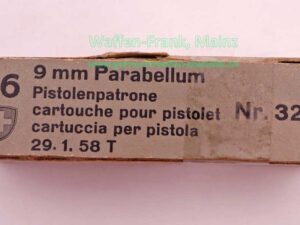 Waffen-Frank, Mainz
6 9 mm Parabellum
Pistolenpatrone
cartouche pour pistolet Nr. 32
cartuccia per pistola
29. 1. 58 T